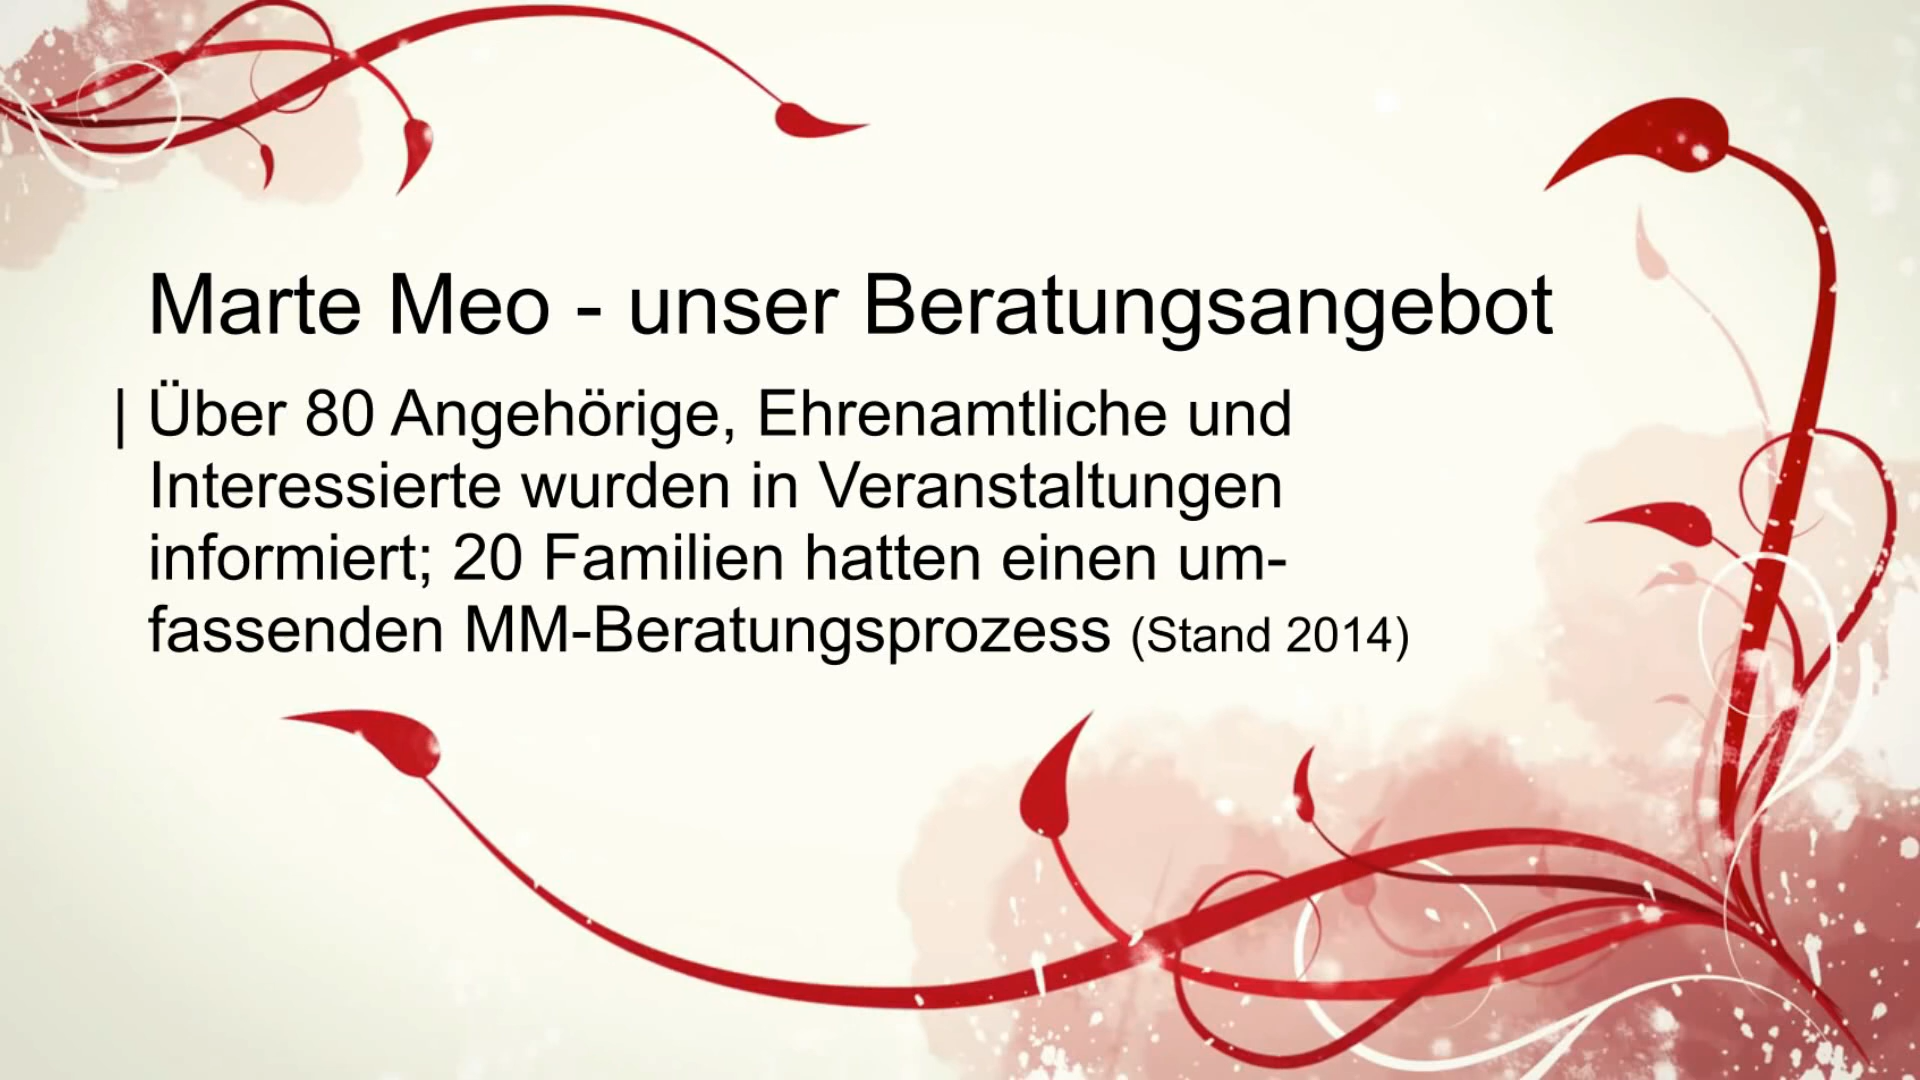 Marte Meo - unser Beratungsangebot
| Über 80 Angehörige, Ehrenamtliche und
Interessierte wurden in Veranstaltungen
informiert; 20 Familien hatten einen um-
fassenden MM-Beratungsprozess (Stand 2014)